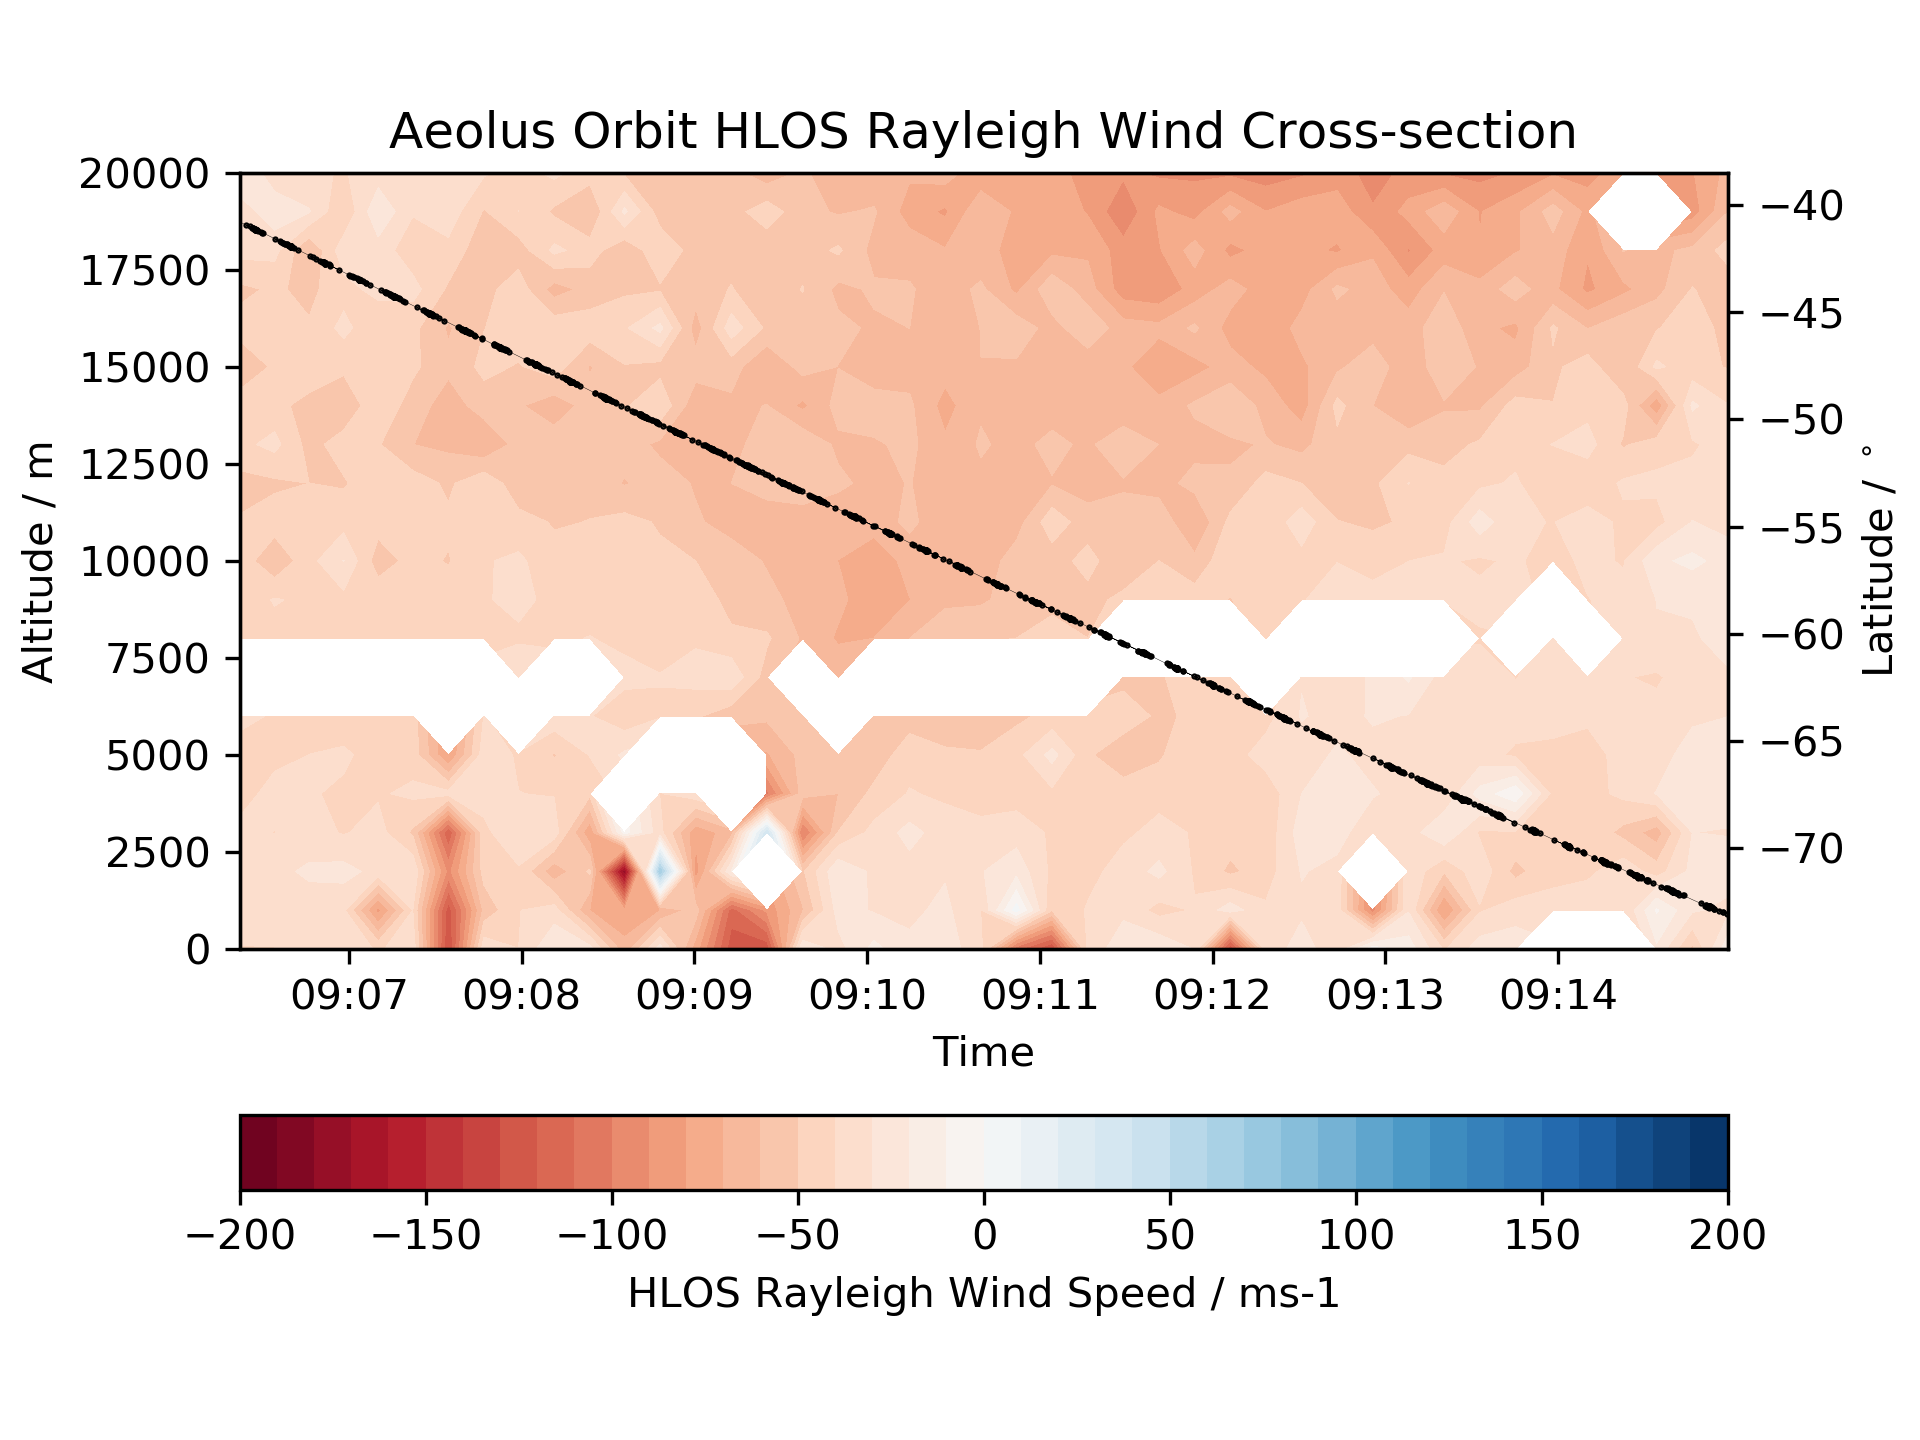 Aeolus Orbit HLOS Rayleigh Wind Cross-section
20000
17500
15000
12500
10000
7500
5000
2500
0
Altitude / m
−40
−45
−50
−55
−60
−65
−70
Latitude / °
09:07 09:08 09:09 09:10 09:11 09:12 09:13 09:14
Time
−200 −150 −100 −50 0 50 100 150 200
HLOS Rayleigh Wind Speed / ms-1